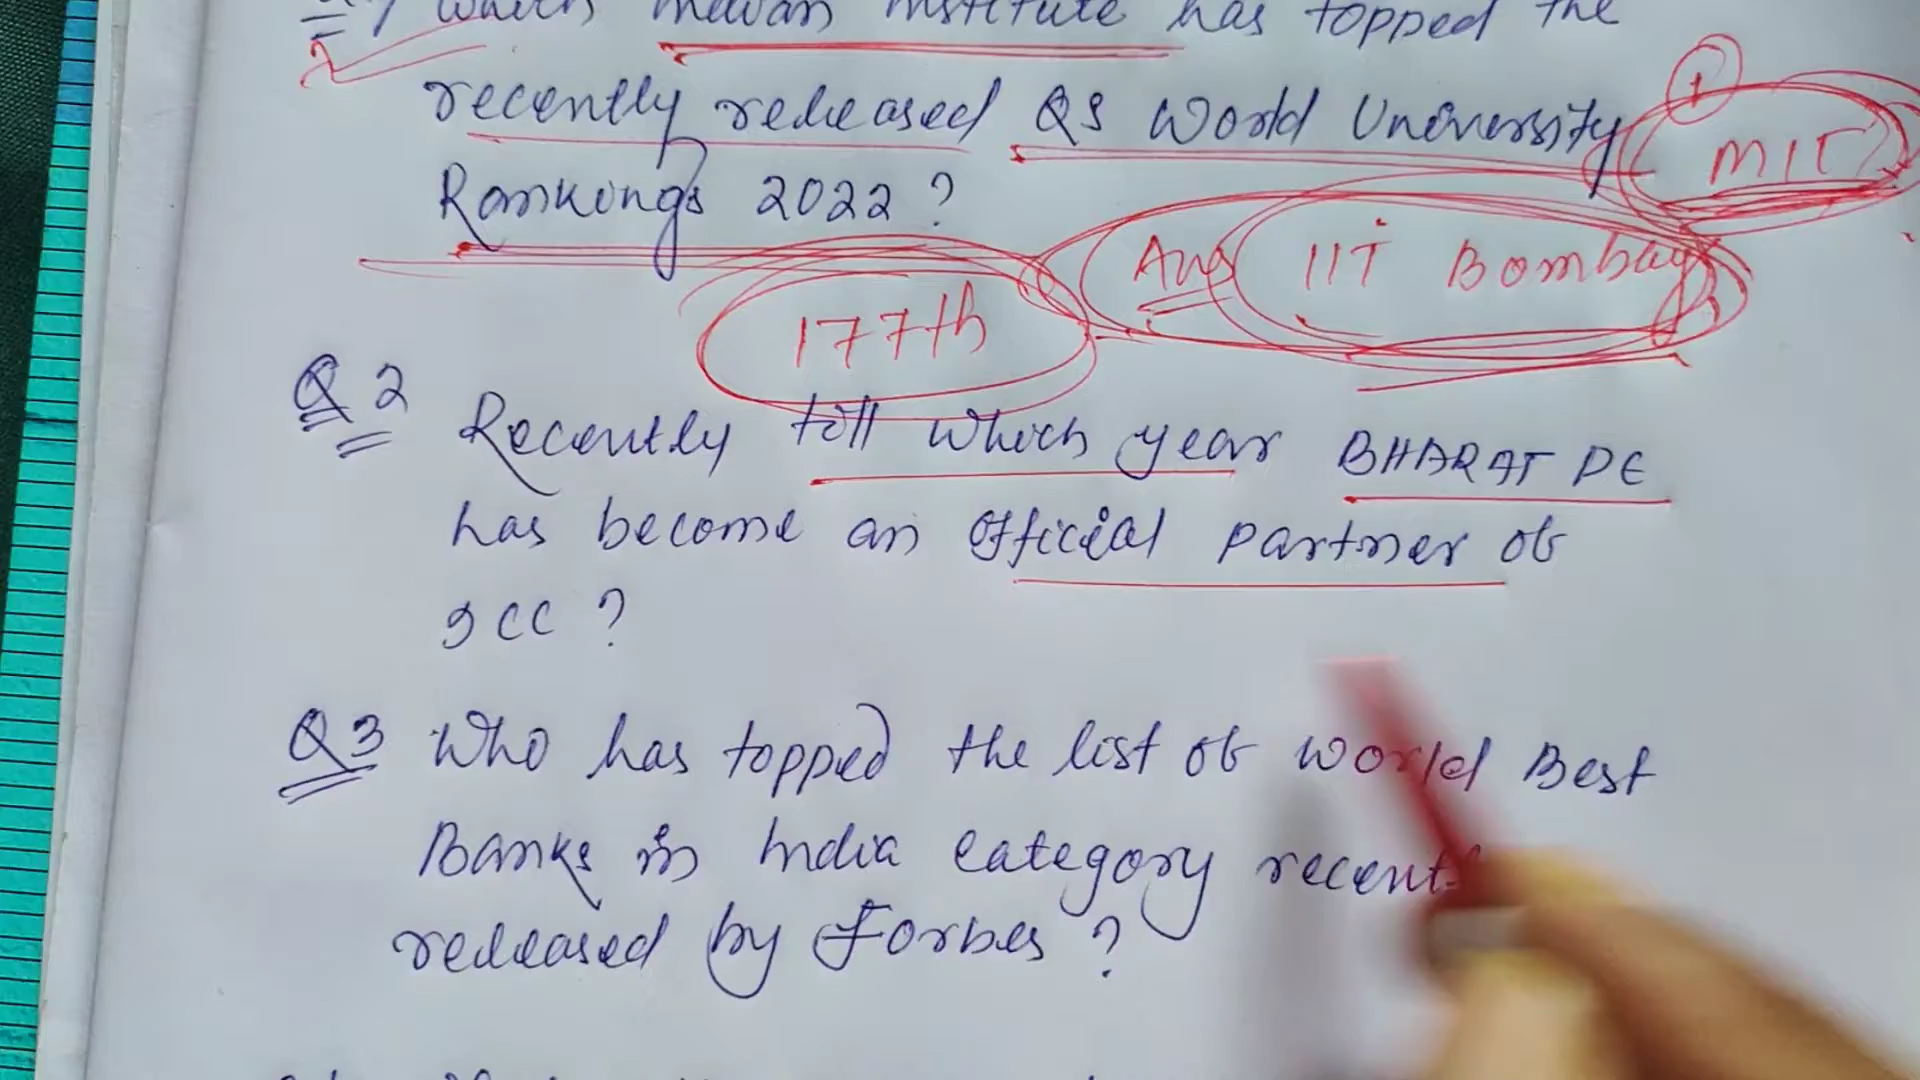 Which Indian institute has topped the
recently released QS World University
Rankings 2022 ?
1
MIT
Ans IIT Bombay
177th
Q2 Recently till which year BHARAT PE
has become an official partner of
ICC ?
Q3 Who has topped the list of World Best
Banks in India category recent
released by Forbes ?